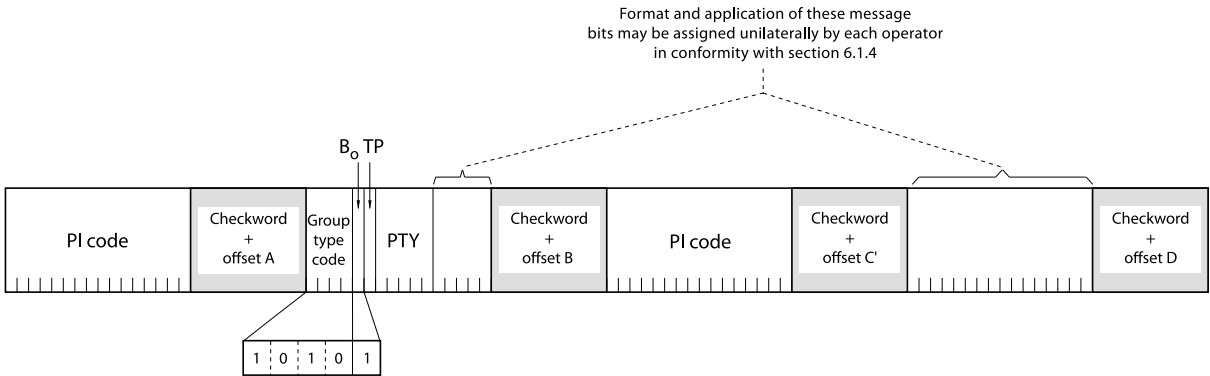 Format and application of these message
bits may be assigned unilaterally by each operator
in conformity with section 6.1.4
Bo TP
PI code
Checkword
+
offset A
Group
type
code
PTY
Checkword
+
offset B
PI code
Checkword
+
offset C'
Checkword
+
offset D
1 0 1 0 1